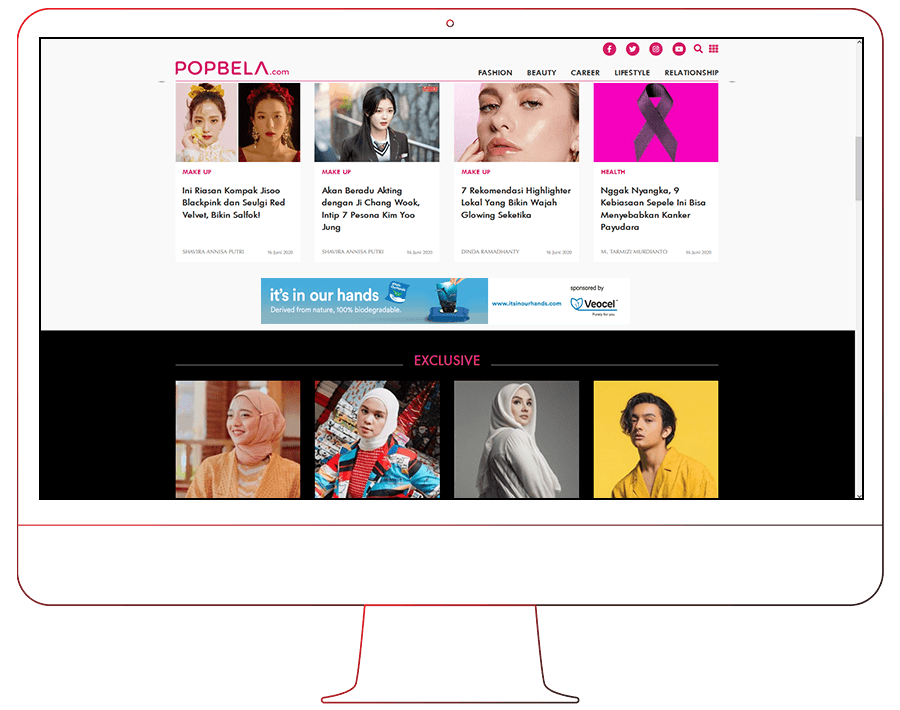 POPBELA.com
FASHION BEAUTY CAREER LIFESTYLE RELATIONSHIP
MAKE UP
Ini Riasan Kompak Jisoo
Blackpink dan Seulgi Red
Velvet, Bikin Salfok!
SHAVIRA ANNISA PUTRI 16 Juni 2020
MAKE UP
Akan Beradu Akting
dengan Ji Chang Wook,
Intip 7 Pesona Kim Yoo
Jung
SHAVIRA ANNISA PUTRI 16 Juni 2020
MAKE UP
7 Rekomendasi Highlighter
Lokal Yang Bikin Wajah
Glowing Seketika
DINDA RAMADHANTY 16 Juni 2020
HEALTH
Nggak Nyangka, 9
Kebiasaan Sepele Ini Bisa
Menyebabkan Kanker
Payudara
M. TARMIZI MURDIANTO 16 Juni 2020
it's in our hands
Derived from nature, 100% biodegradable.
www.itsinourhands.com
sponsored by
Veocel
Purely for you
EXCLUSIVE